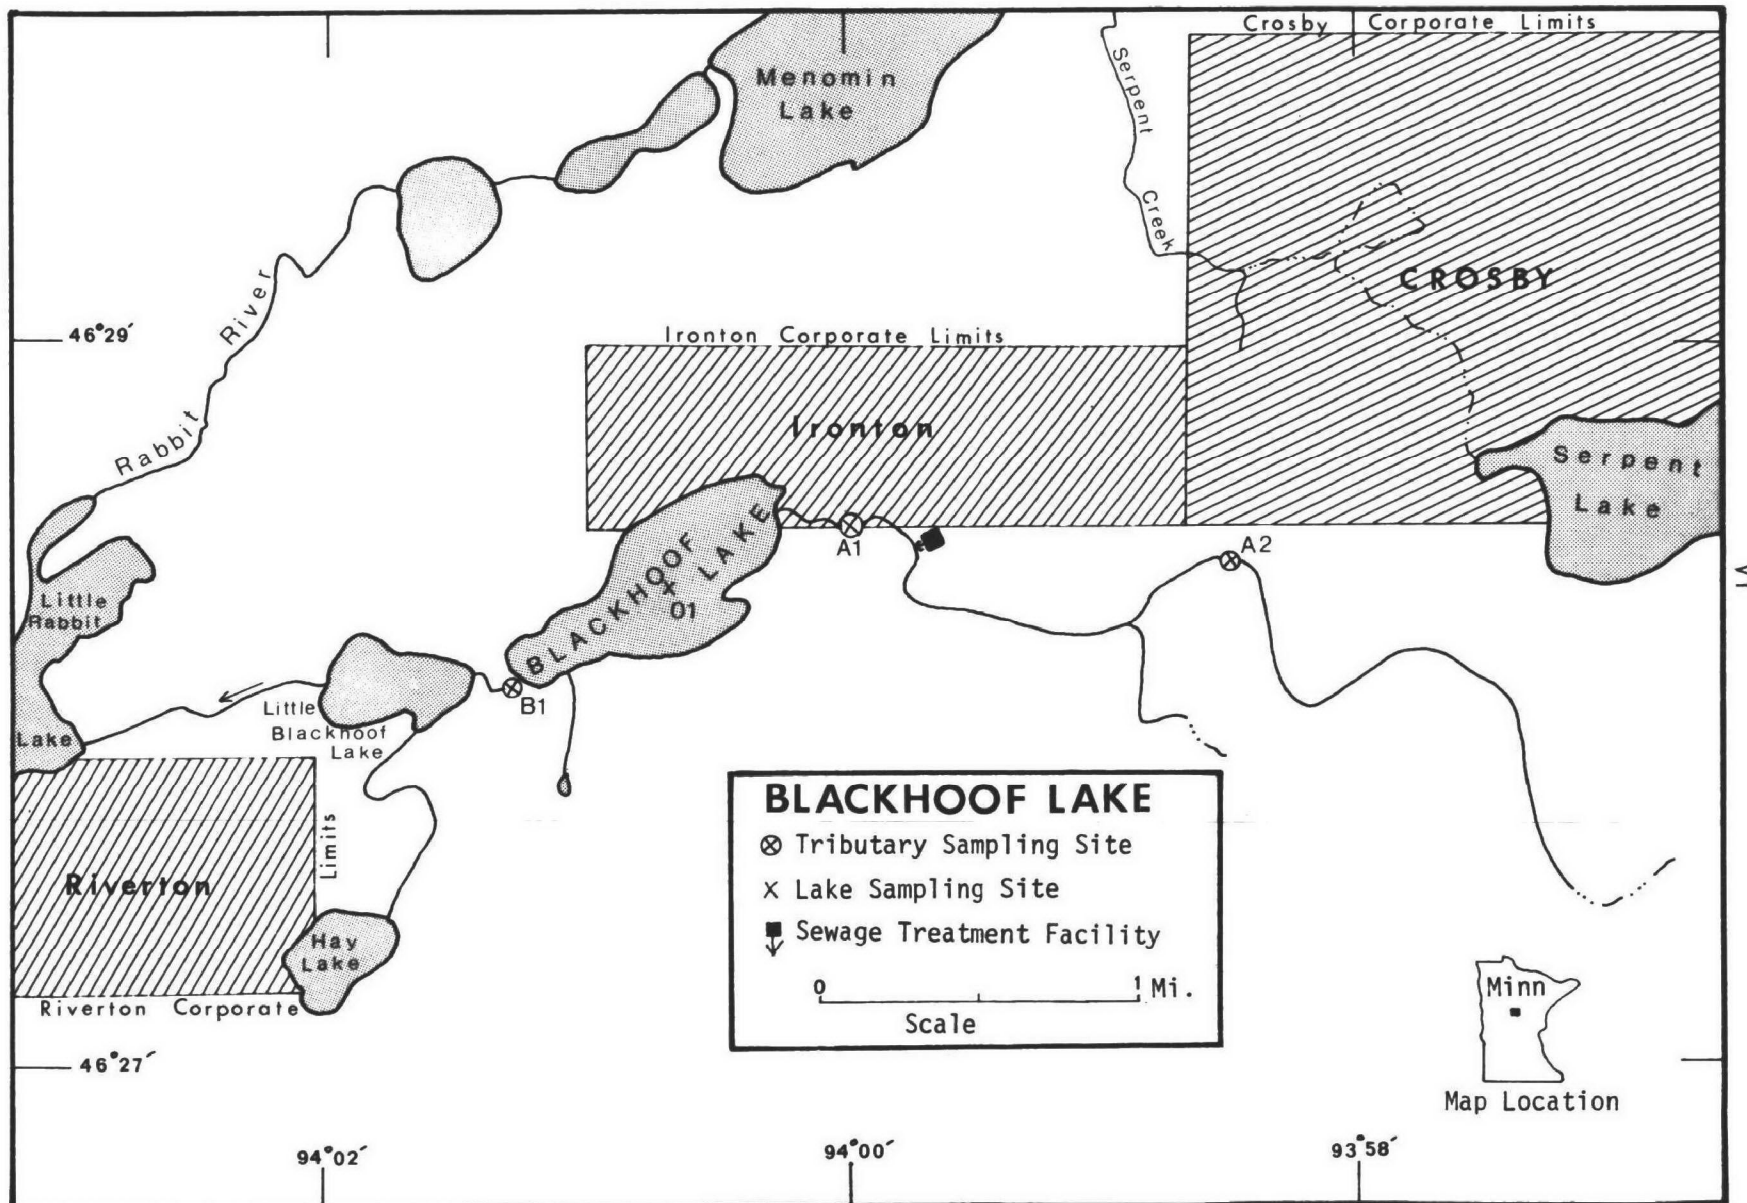 Crosby Corporate Limits
Menomin
Lake
Serpent
Creek
CROSBY
46°29′
Rabbit River
Ironton Corporate Limits
Ironton
Serpent
Lake
BLACKHOOF LAKE
01
A1
A2
B1
Little
Rabbit
Lake
Little
Blackhoof
Lake
Riverton
Limits
Hay
Lake
Riverton Corporate
BLACKHOOF LAKE
Tributary Sampling Site
x Lake Sampling Site
Sewage Treatment Facility
0 1 Mi.
Scale
Minn
Map Location
46°27′
94°02′
94°00′
93°58′